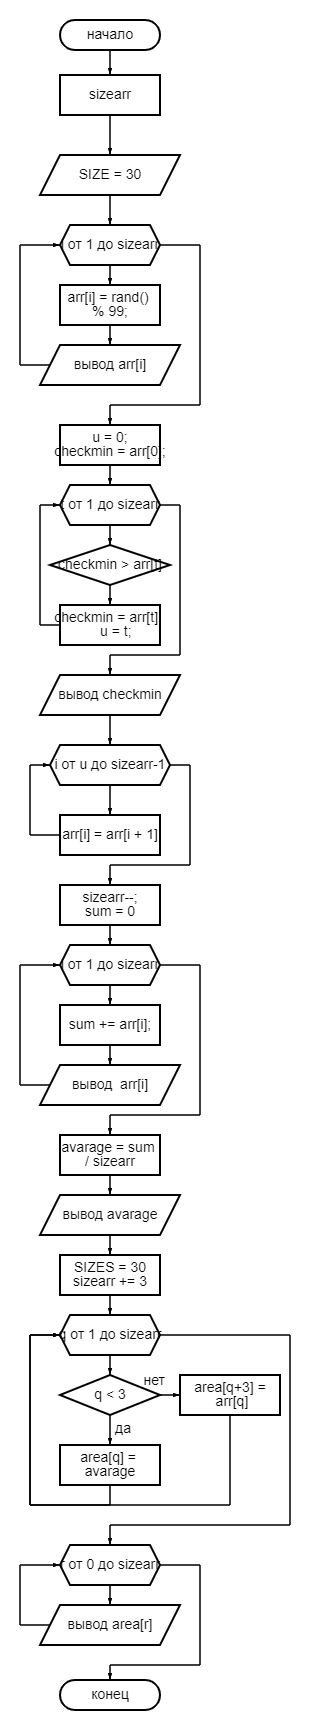 начало
sizearr
SIZE = 30
от 1 до sizearr
arr[i] = rand()
% 99;
вывод arr[i]
u = 0;
checkmin = arr[0];
от 1 до sizearr
checkmin > arr[t]
checkmin = arr[t]
u = t;
вывод checkmin
i от u до sizearr-1
arr[i] = arr[i + 1]
sizearr--;
sum = 0
от 1 до sizearr
sum += arr[i];
вывод arr[i]
avarage = sum
/ sizearr
вывод avarage
SIZES = 30
sizearr += 3
q от 1 до sizearr
q < 3
нет
area[q+3] =
arr[q]
да
area[q] =
avarage
r от 0 до sizearr
вывод area[r]
конец